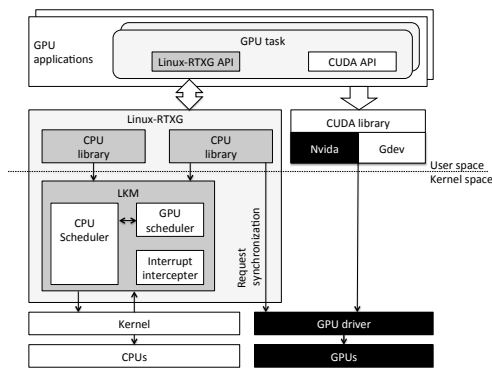 GPU
applications
GPU task
Linux-RTXG API
CUDA API
Linux-RTXG
CPU
library
CPU
library
CUDA library
Nvida
Gdev
User space
Kernel space
LKM
CPU
Scheduler
GPU
scheduler
Interrupt
intercepter
Request
synchronization
Kernel
GPU driver
CPUs
GPUs